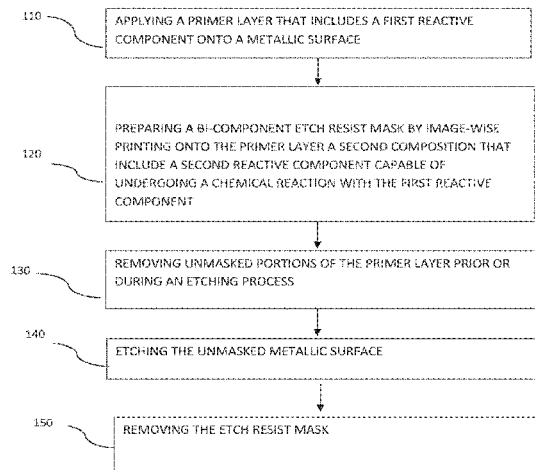 110
APPLYING A PRIMER LAYER THAT INCLUDES A FIRST REACTIVE
COMPONENT ONTO A METALLIC SURFACE
120
PREPARING A BI-COMPONENT ETCH RESIST MASK BY IMAGE-WISE
PRINTING ONTO THE PRIMER LAYER A SECOND COMPOSITION THAT
INCLUDE A SECOND REACTIVE COMPONENT CAPABLE OF
UNDERGOING A CHEMICAL REACTION WITH THE FIRST REACTIVE
COMPONENT
130
REMOVING UNMASKED PORTIONS OF THE PRIMER LAYER PRIOR OR
DURING AN ETCHING PROCESS
140
ETCHING THE UNMASKED METALLIC SURFACE
150
REMOVING THE ETCH RESIST MASK